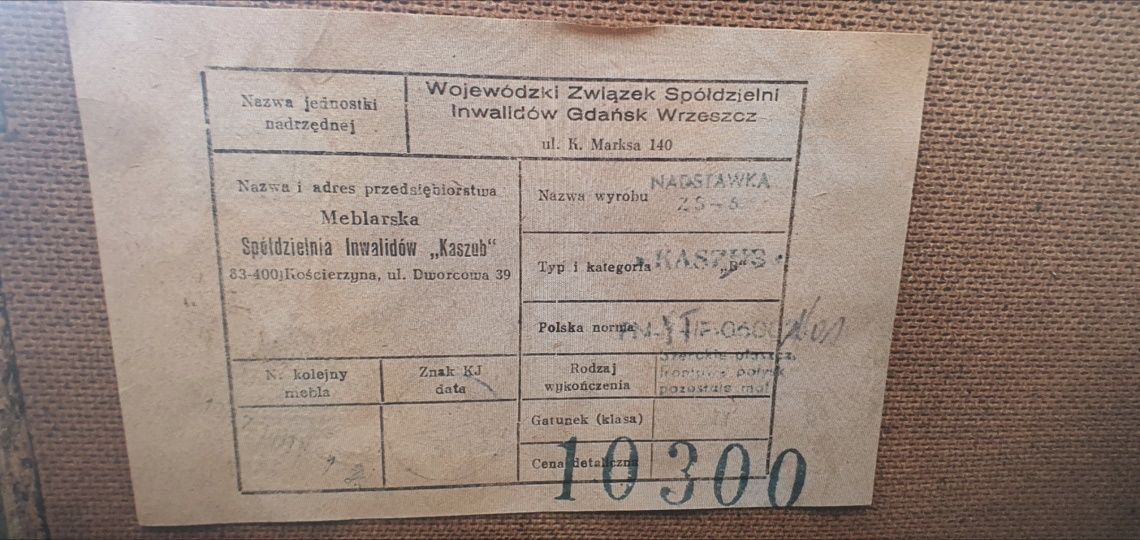 Nazwa jednostki
nadrzędnej
Wojewódzki Związek Spółdzielni
Inwalidów Gdańsk Wrzeszcz
ul. K. Marksa 140
Nazwa i adres przedsiębiorstwa
Meblarska
Spółdzielnia Inwalidów „Kaszub"
83-400 Kościerzyna, ul. Dworcowa 39
Nazwa wyrobu NADSTAWKA
Typ i kategoria KASZUB „B"
Polska norma
N. kolejny
mebla
Znak KJ
data
Rodzaj
wykończenia
pozostałe mat
Gatunek (klasa)
Cena detaliczna 10300